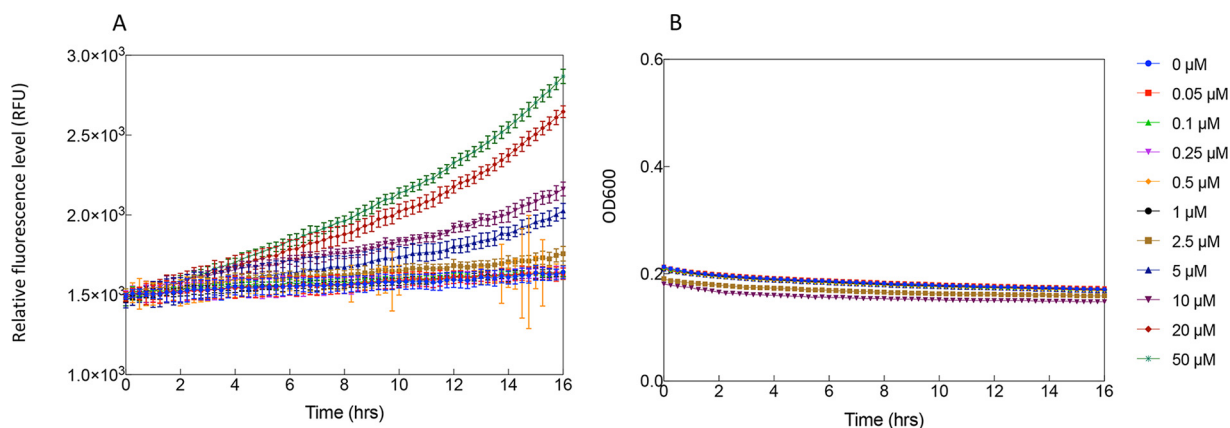 A
Relative fluorescence level (RFU)
3.0×10³
2.5×10³
2.0×10³
1.5×10³
1.0×10³
0 2 4 6 8 10 12 14 16
Time (hrs)
B
OD600
0.6
0.4
0.2
0.0
0 2 4 6 8 10 12 14 16
Time (hrs)
0 µM
0.05 µM
0.1 µM
0.25 µM
0.5 µM
1 µM
2.5 µM
5 µM
10 µM
20 µM
50 µM